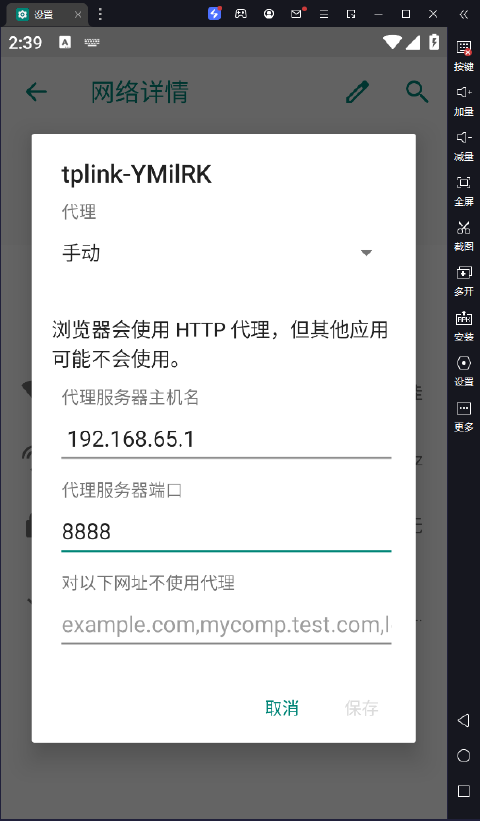 设置
2:39
网络详情
tplink-YMilRK
代理
手动
浏览器会使用 HTTP 代理，但其他应用
可能不会使用。
代理服务器主机名
192.168.65.1
代理服务器端口
8888
对以下网址不使用代理
example.com,mycomp.test.com,l
取消
保存
按键
加量
减量
全屏
截图
多开
安装
设置
更多